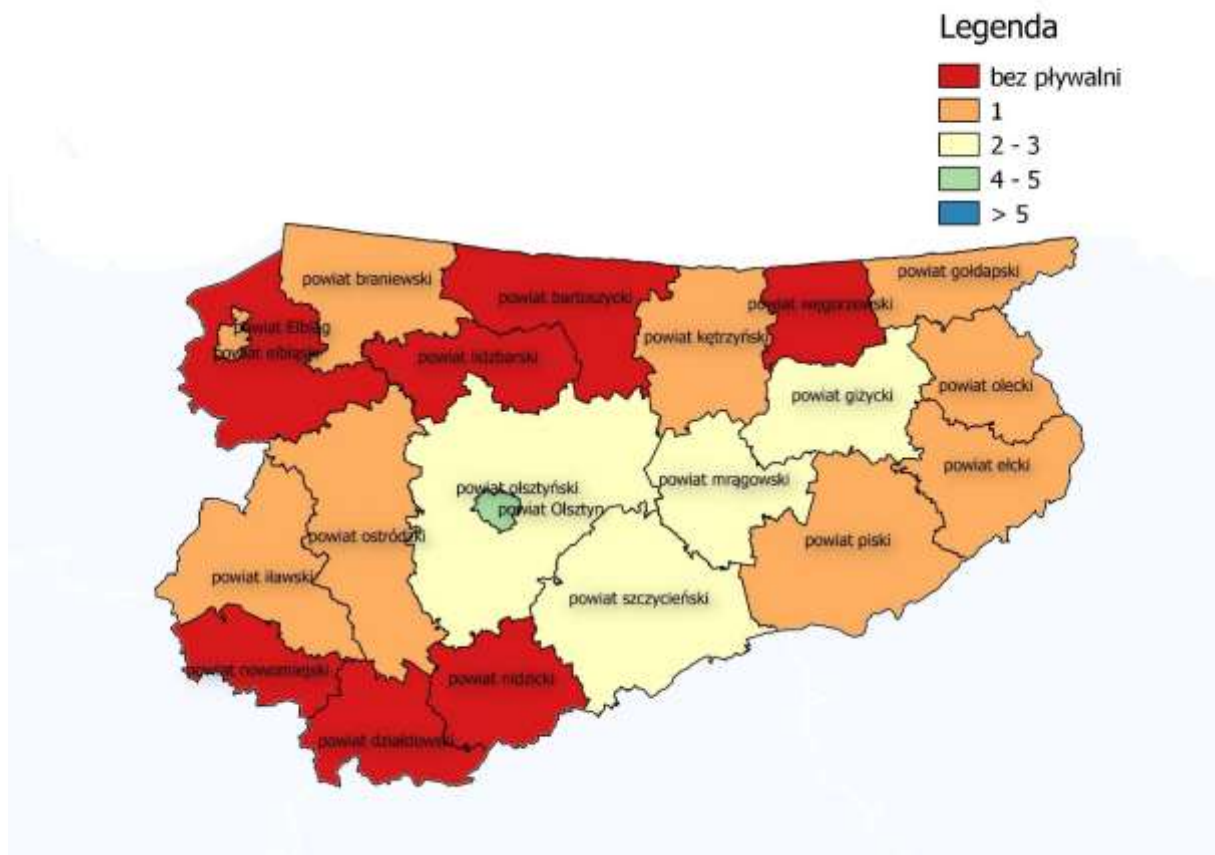 Legenda
bez pływalni
1
2 - 3
4 - 5
> 5
powiat gołdapski
powiat braniewski
powiat bartoszycki
powiat węgorzewski
powiat Elbląg
powiat kętrzyński
powiat elbląski
powiat lidzbarski
powiat olecki
powiat giżycki
powiat ełcki
powiat mrągowski
powiat olsztyński
powiat Olsztyn
powiat ostródzki
powiat piski
powiat iławski
powiat szczycieński
powiat nowomiejski
powiat nidzicki
powiat działdowski